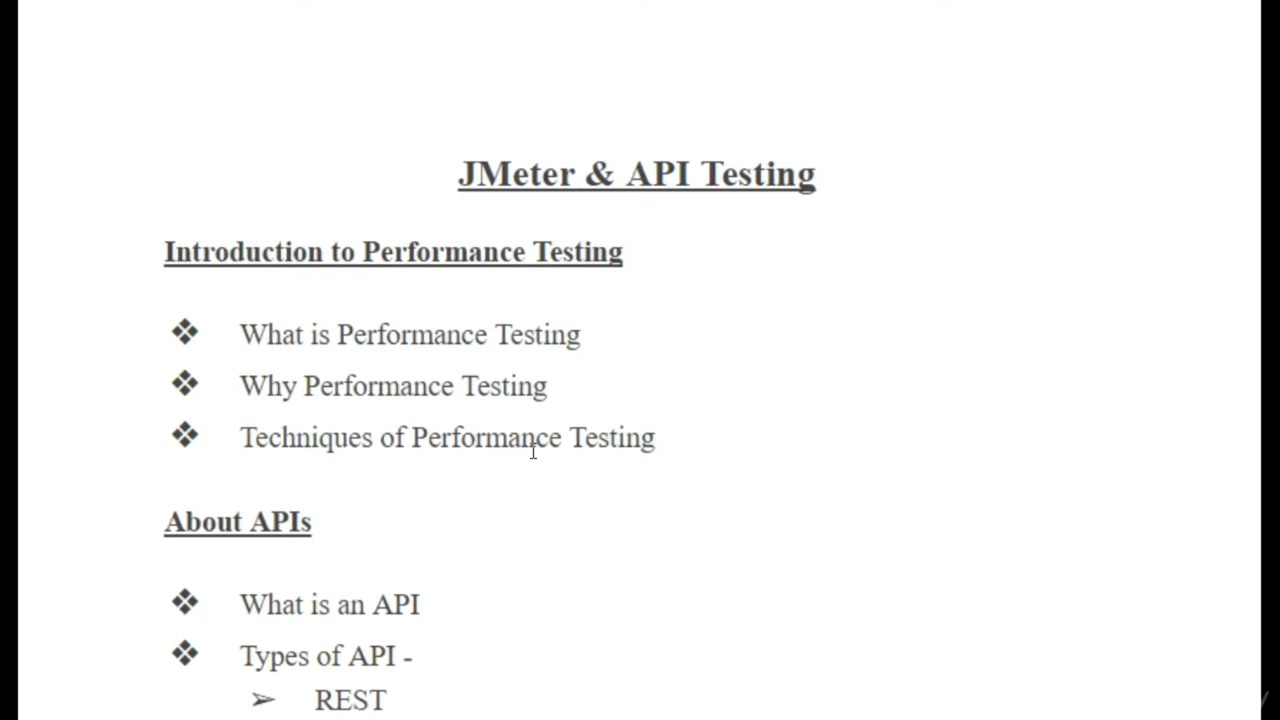 JMeter & API Testing
Introduction to Performance Testing
❖ What is Performance Testing
❖ Why Performance Testing
❖ Techniques of Performance Testing
About APIs
❖ What is an API
❖ Types of API -
➢ REST